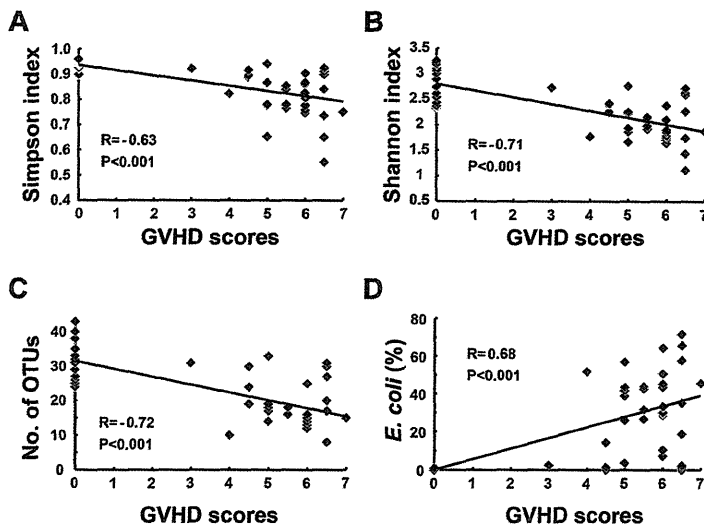 A
Simpson index
1.0
0.9
0.8
0.7
0.6
0.5
0.4
R=-0.63
P<0.001
0 1 2 3 4 5 6 7
GVHD scores
B
Shannon index
3.5
3
2.5
2
1.5
1
0.5
R=-0.71
P<0.001
0 1 2 3 4 5 6 7
GVHD scores
C
No. of OTUs
40
30
20
10
0
R=-0.72
P<0.001
0 1 2 3 4 5 6 7
GVHD scores
D
E. coli (%)
80
60
40
20
0
R=0.68
P<0.001
0 1 2 3 4 5 6 7
GVHD scores